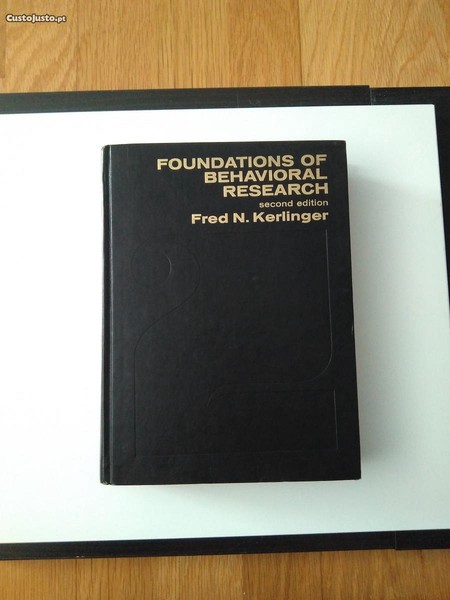 CustoJusto.pt
FOUNDATIONS OF
BEHAVIORAL
RESEARCH
second edition
Fred N. Kerlinger